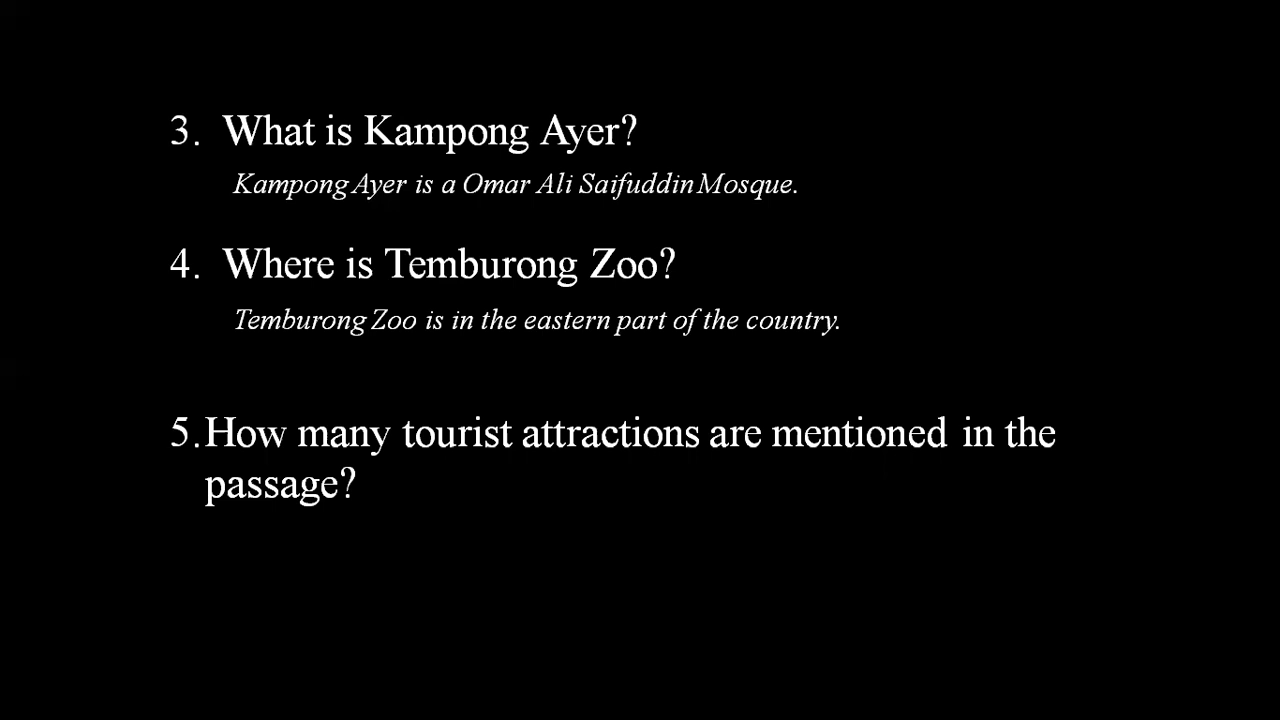 3. What is Kampong Ayer?
Kampong Ayer is a Omar Ali Saifuddin Mosque.
4. Where is Temburong Zoo?
Temburong Zoo is in the eastern part of the country.
5. How many tourist attractions are mentioned in the
passage?